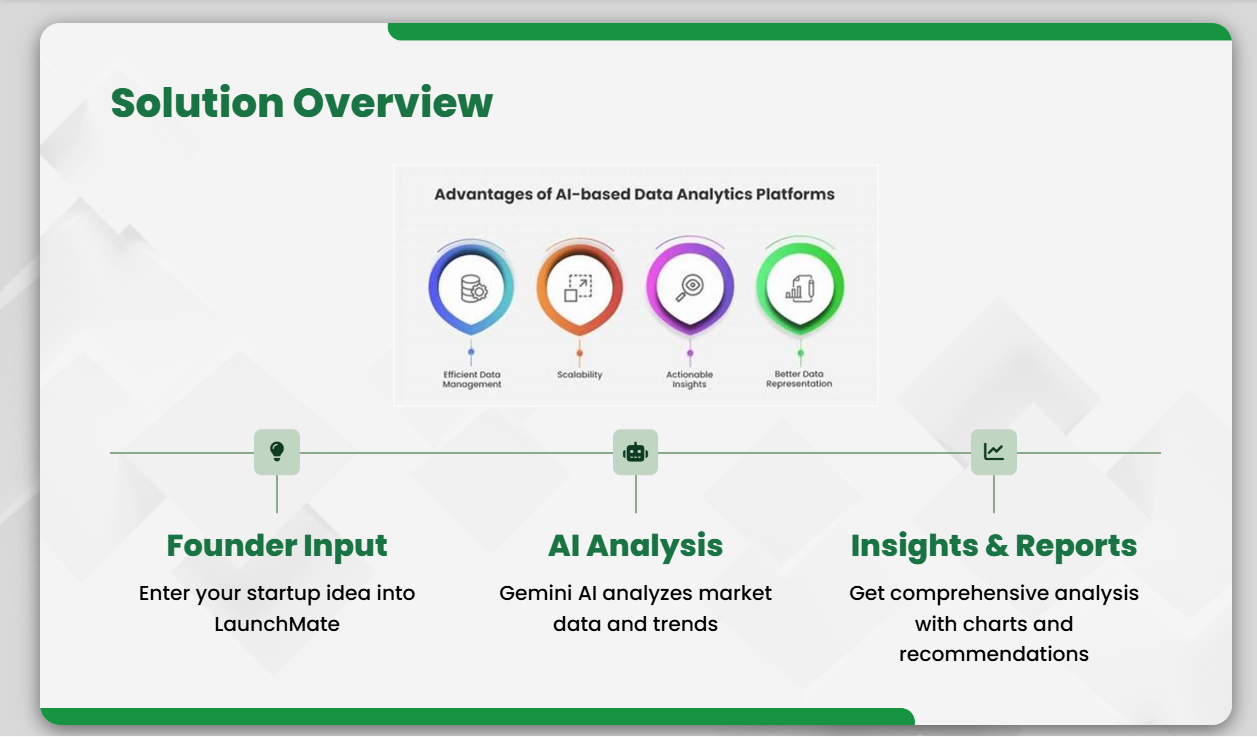 Solution Overview
Advantages of AI-based Data Analytics Platforms
Efficient Data
Management
Scalability
Actionable
Insights
Better Data
Representation
Founder Input
Enter your startup idea into
LaunchMate
AI Analysis
Gemini AI analyzes market
data and trends
Insights & Reports
Get comprehensive analysis
with charts and
recommendations